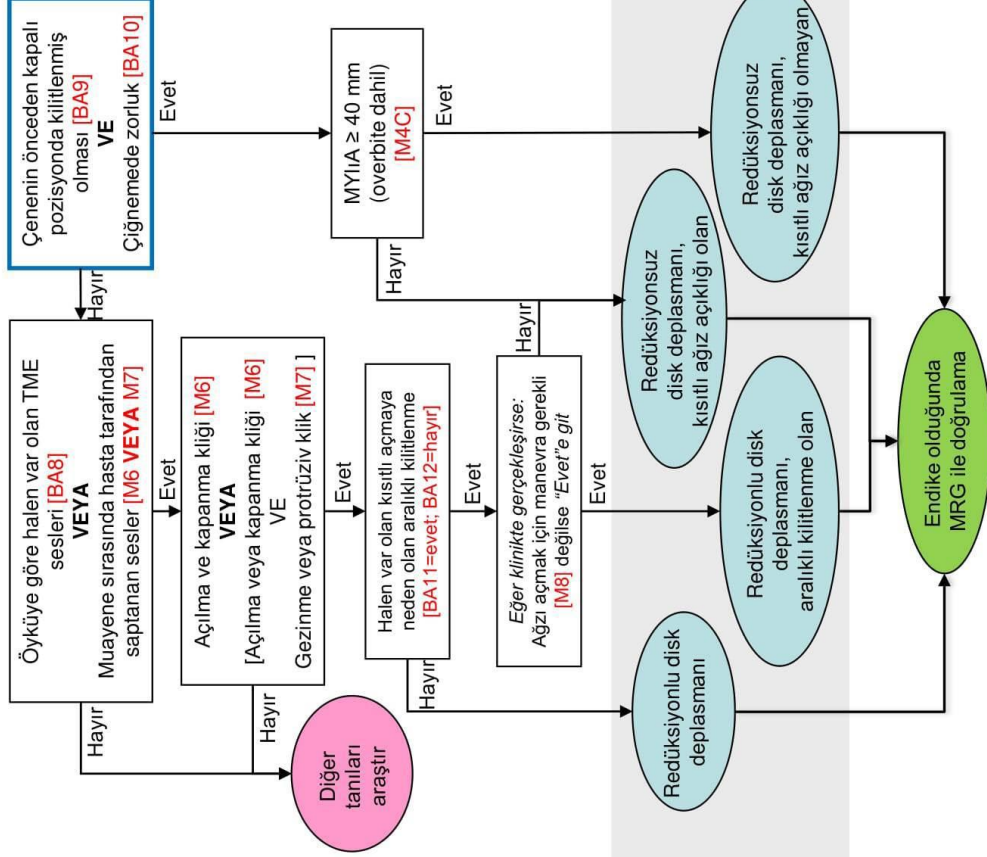 Çenenin önceden kapalı
pozisyonda kilitlenmiş
olması [BA9]
VE
Çiğnemede zorluk [BA10]
Hayır
Evet
Öyküye göre halen var olan TME
sesleri [BA8]
VEYA
Muayene sırasında hasta tarafından
saptanan sesler [M6 VEYA M7]
Hayır
Evet
Açılma ve kapanma kliği [M6]
VEYA
[Açılma veya kapanma kliği [M6]
VE
Gezinme veya protrüziv klik [M7] ]
Hayır
Evet
Diğer
tanıları
araştır
Halen var olan kısıtlı açmaya
neden olan aralıklı kilitlenme
[BA11=evet; BA12=hayır]
Hayır
Evet
Eğer klinikte gerçekleşirse:
Ağzı açmak için manevra gerekli
[M8] değilse “Evet”e git
Hayır
Evet
MYIıA ≥ 40 mm
(overbite dahil)
[M4C]
Hayır
Evet
Redüksiyonlu disk
deplasmanı
Redüksiyonlu disk
deplasmanı,
aralıklı kilitlenme olan
Redüksiyonsuz
disk deplasmanı,
kısıtlı ağız açıklığı olan
Redüksiyonsuz
disk deplasmanı,
kısıtlı ağız açıklığı olmayan
Endike olduğunda
MRG ile doğrulama